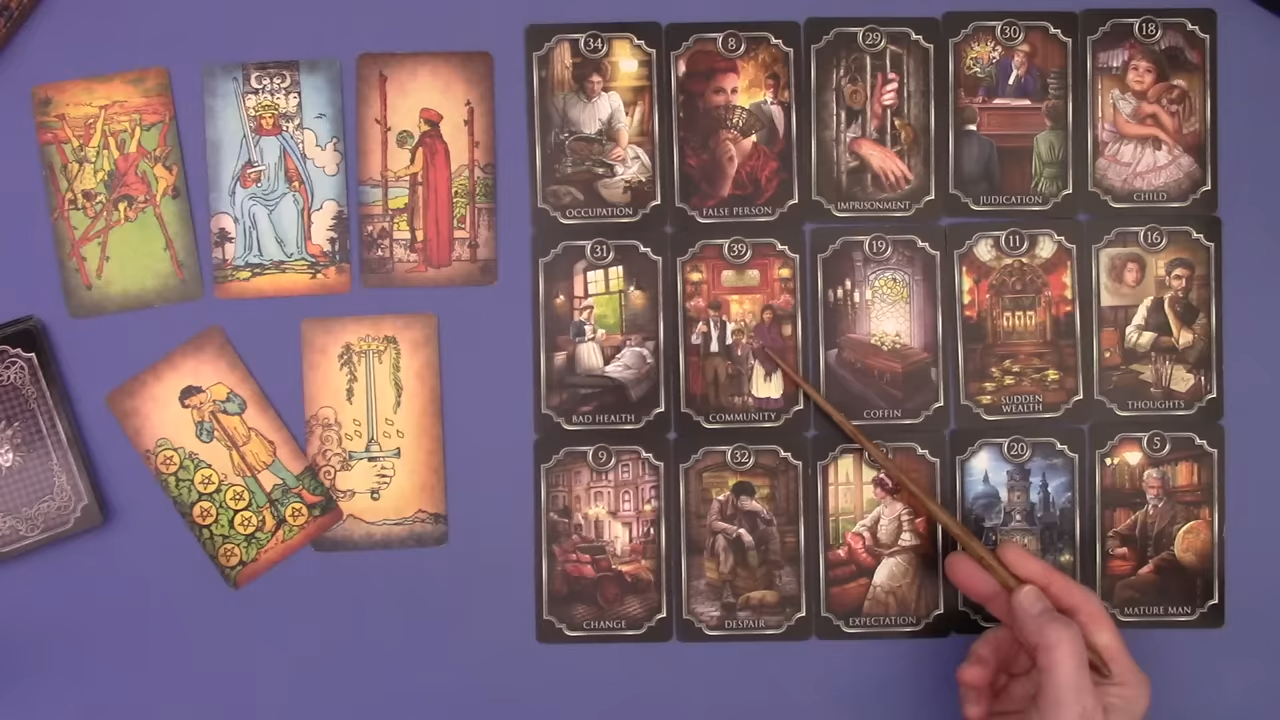 34
OCCUPATION
8
FALSE PERSON
29
IMPRISONMENT
30
JUDICATION
18
CHILD
31
BAD HEALTH
39
COMMUNITY
19
COFFIN
11
SUDDEN
WEALTH
16
THOUGHTS
9
CHANGE
32
DESPAIR
EXPECTATION
20
5
MATURE MAN